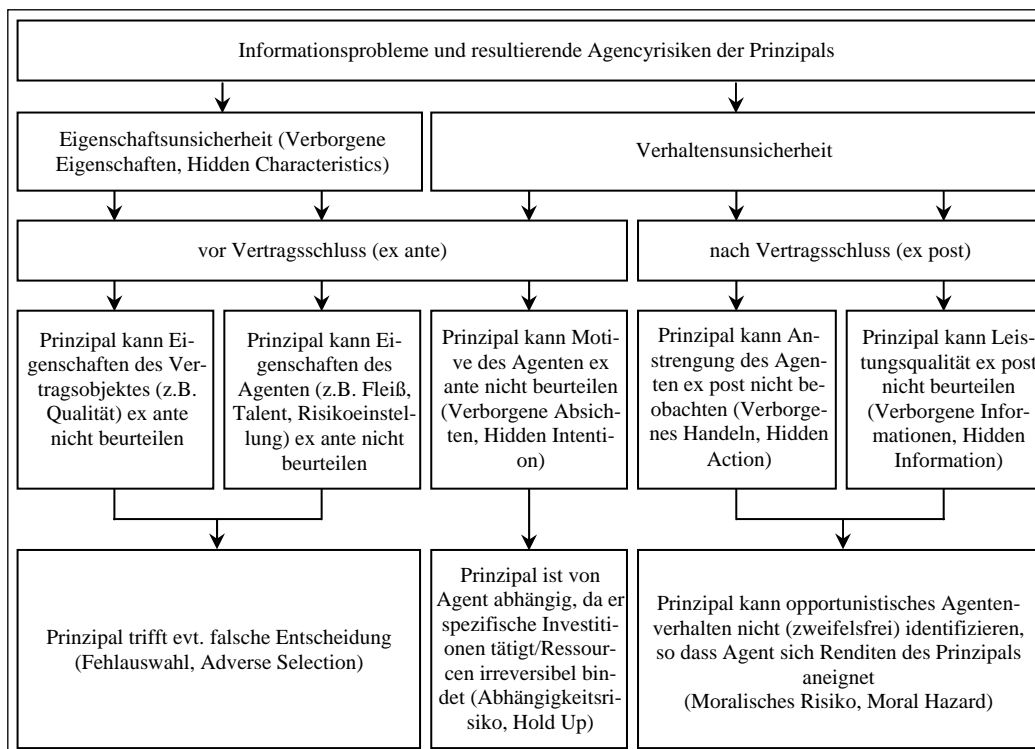 Informationsprobleme und resultierende Agencyrisiken der Prinzipals
Eigenschaftsunsicherheit (Verborgene
Eigenschaften, Hidden Characteristics)
Verhaltensunsicherheit
vor Vertragsschluss (ex ante)
nach Vertragsschluss (ex post)
Prinzipal kann Ei-
genschaften des Ver-
tragsobjektes (z.B.
Qualität) ex ante
nicht beurteilen
Prinzipal kann Ei-
genschaften des
Agenten (z.B. Fleiß,
Talent, Risikoeinstel-
lung) ex ante nicht
beurteilen
Prinzipal kann Mo-
tive des Agenten ex
ante nicht beurteilen
(Verborgene Absich-
ten, Hidden Intenti-
on)
Prinzipal kann An-
strengung des Agen-
ten ex post nicht be-
obachten (Verborge-
nes Handeln, Hidden
Action)
Prinzipal kann Leis-
tungsqualität ex post
nicht beurteilen
(Verborgene Infor-
mationen, Hidden
Information)
Prinzipal trifft evt. falsche Entscheidung
(Fehlauswahl, Adverse Selection)
Prinzipal ist von
Agent abhängig, da er
spezifische Investiti-
onen tätigt/Ressour-
cen irreversibel bin-
det (Abhängigkeitsri-
siko, Hold Up)
Prinzipal kann opportunistisches Agenten-
verhalten nicht (zweifelsfrei) identifizieren,
so dass Agent sich Renditen des Prinzipals
aneignet
(Moralisches Risiko, Moral Hazard)